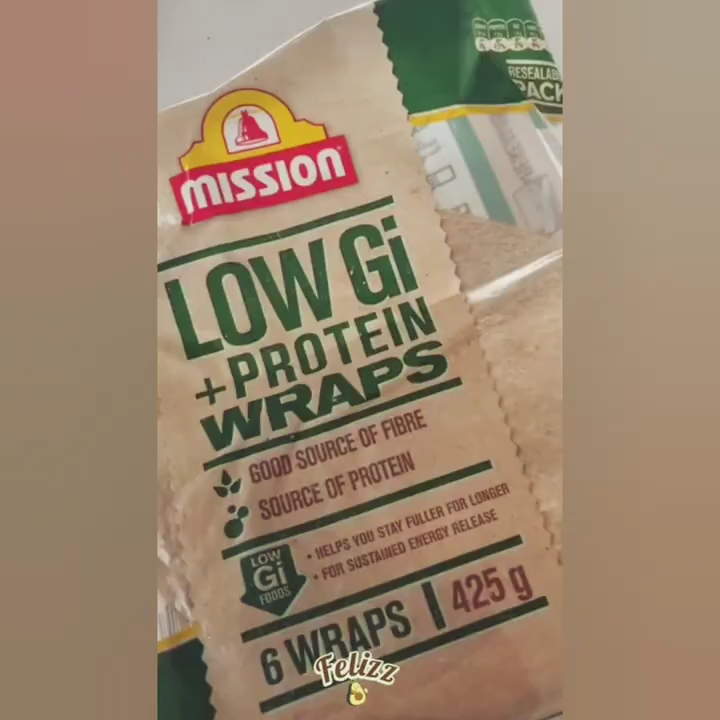 RESEALABLE
PACK
MISSION
LOW Gi
+PROTEIN
WRAPS
GOOD SOURCE OF FIBRE
SOURCE OF PROTEIN
LOW
Gi
FOODS
• HELPS YOU STAY FULLER FOR LONGER
• FOR SUSTAINED ENERGY RELEASE
6 WRAPS | 425 g
Felizz